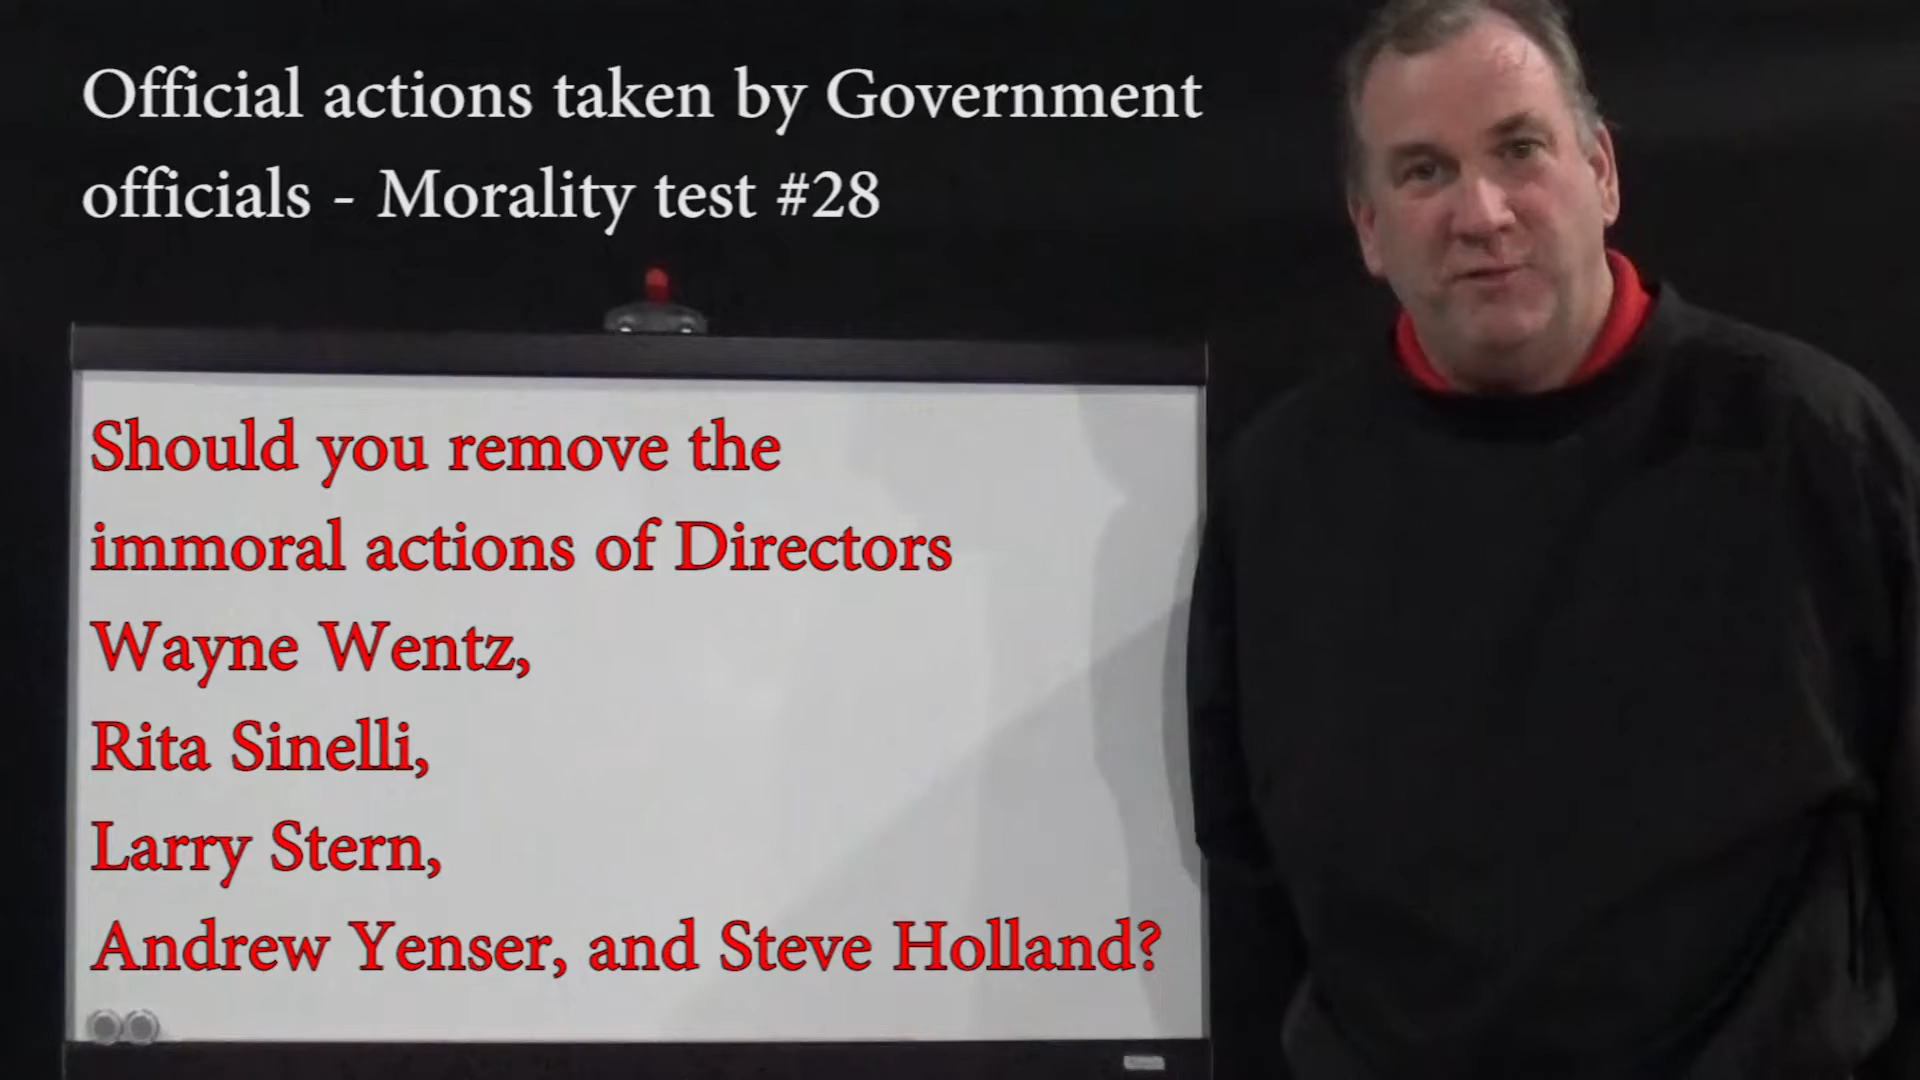 Official actions taken by Government
officials - Morality test #28
Should you remove the
immoral actions of Directors
Wayne Wentz,
Rita Sinelli,
Larry Stern,
Andrew Yenser, and Steve Holland?